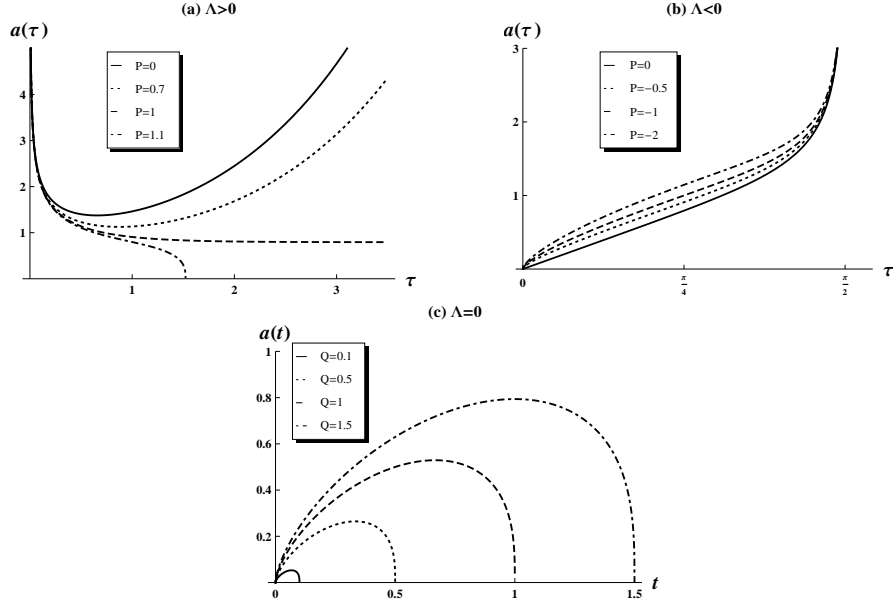 (a) Λ>0
a(τ)
P=0
P=0.7
P=1
P=1.1
4
3
2
1
1
2
3
τ
(b) Λ<0
a(τ)
P=0
P=−0.5
P=−1
P=−2
3
2
1
0
π/4
π/2
τ
(c) Λ=0
a(t)
Q=0.1
Q=0.5
Q=1
Q=1.5
1
0.8
0.6
0.4
0.2
0
0.5
1
1.5
t